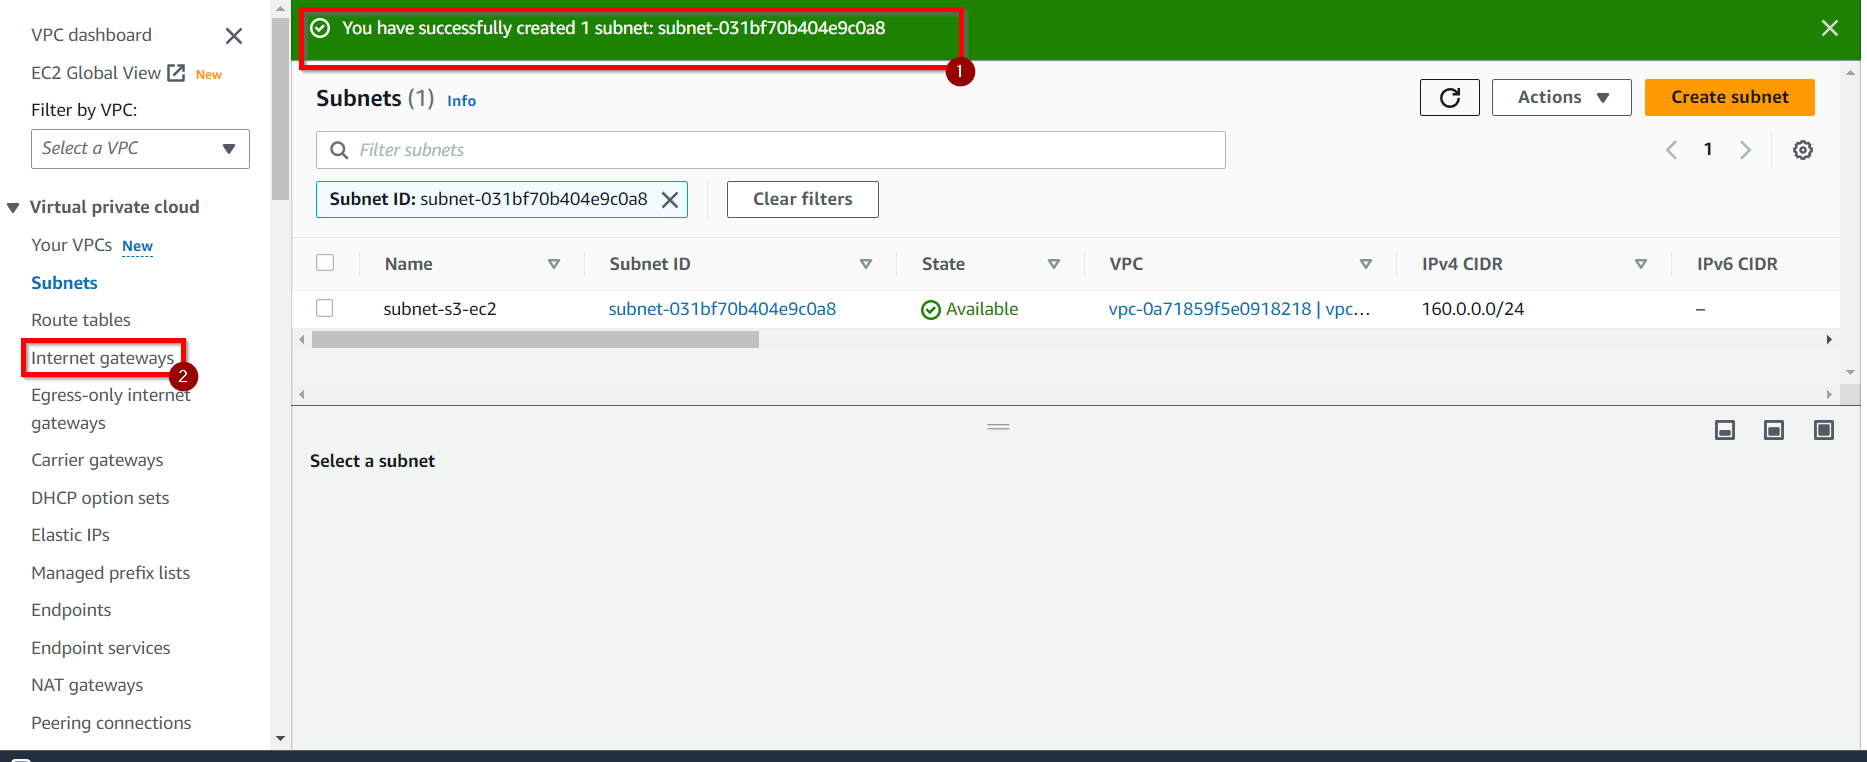 VPC dashboard
EC2 Global View New
Filter by VPC:
Select a VPC
Virtual private cloud
Your VPCs New
Subnets
Route tables
Internet gateways
2
Egress-only internet
gateways
Carrier gateways
DHCP option sets
Elastic IPs
Managed prefix lists
Endpoints
Endpoint services
NAT gateways
Peering connections
You have successfully created 1 subnet: subnet-031bf70b404e9c0a8
1
Subnets (1) Info
Actions
Create subnet
Filter subnets
1
Subnet ID: subnet-031bf70b404e9c0a8
Clear filters
Name Subnet ID State VPC IPv4 CIDR IPv6 CIDR
subnet-s3-ec2 subnet-031bf70b404e9c0a8 Available vpc-0a71859f5e0918218 | vpc... 160.0.0.0/24 –
Select a subnet